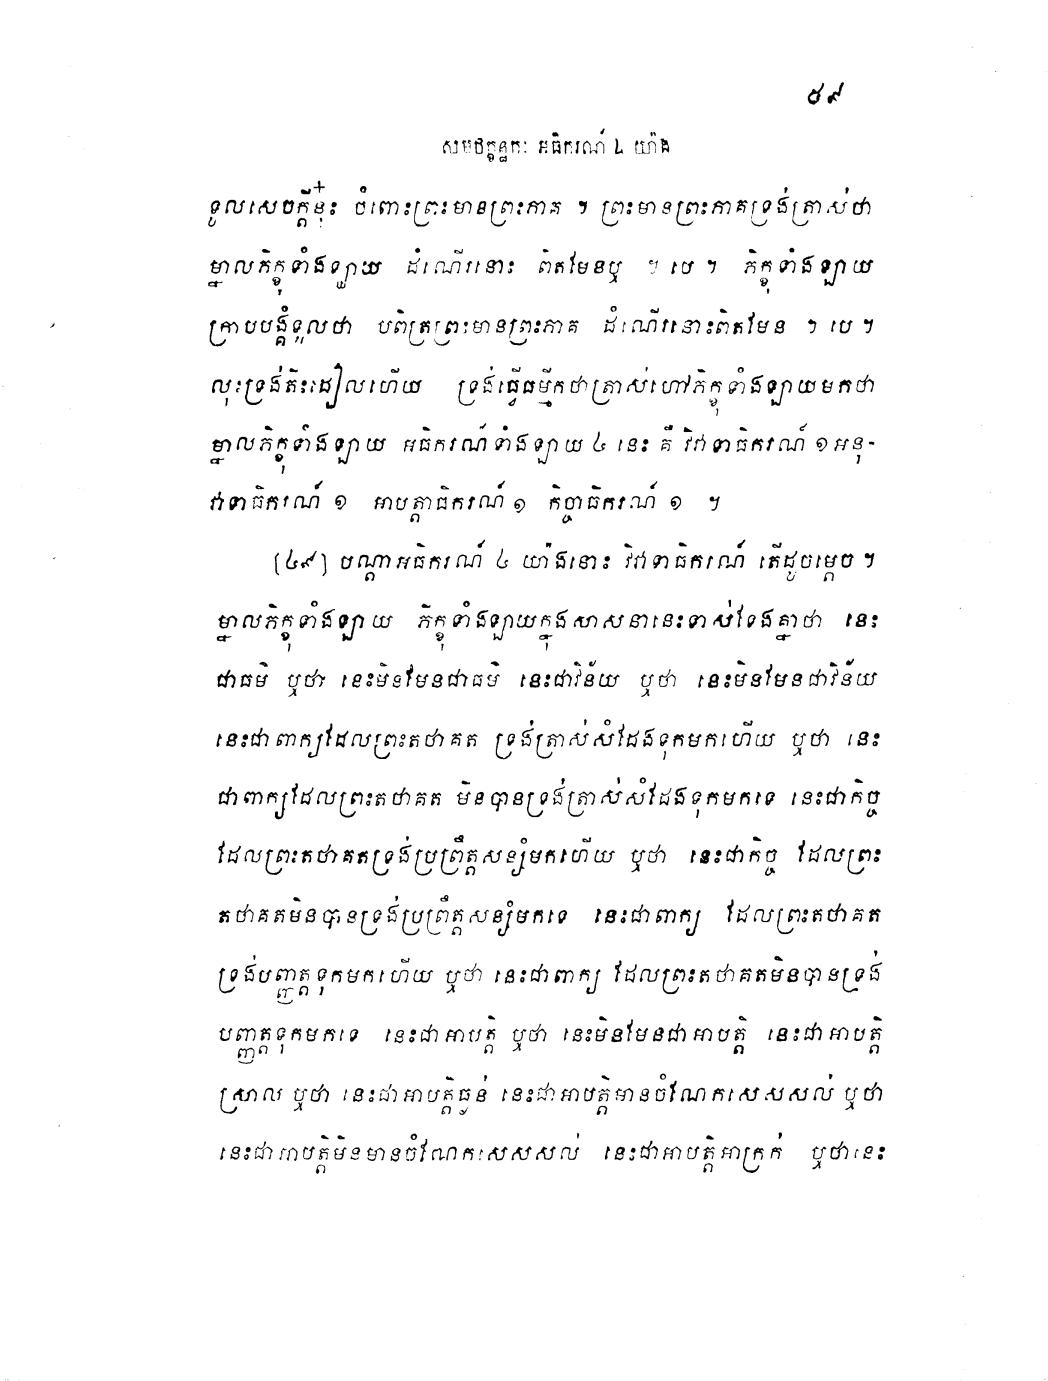 ៥៩
សមថក្ខន្ធកៈ អធិករណ៍ ៤ យ៉ាង
ទូលសេចក្តីនុ៎ះ ចំពោះព្រះមានព្រះភាគ ។ ព្រះមានព្រះភាគទ្រង់ត្រាស់ថា
ម្នាលភិក្ខុទាំងឡាយ ដំណើរនោះ ពិតមែនឬ ។ បេ ។ ភិក្ខុទាំងឡាយ
ក្រាបបង្គំទូលថា បពិត្រព្រះមានព្រះភាគ ដំណើរនោះពិតមែន ។ បេ ។
លុះទ្រង់តិះដៀលហើយ ទ្រង់ធ្វើធម្មីកថាត្រាស់ហៅភិក្ខុទាំងឡាយមកថា
ម្នាលភិក្ខុទាំងឡាយ អធិករណ៍ទាំងឡាយ ៤ នេះ គឺ វិវាទាធិករណ៍ ១ អនុ-
វាទាធិករណ៍ ១ អាបត្តាធិករណ៍ ១ កិច្ចាធិករណ៍ ១ ។
(៤៩) បណ្តាអធិករណ៍ ៤ យ៉ាងនោះ វិវាទាធិករណ៍ តើដូចម្តេច ។
ម្នាលភិក្ខុទាំងឡាយ ភិក្ខុទាំងឡាយក្នុងសាសនានេះទាស់ទែងគ្នាថា នេះ
ជាធម៌ ឬថា នេះមិនមែនជាធម៌ នេះជាវិន័យ ឬថា នេះមិនមែនជាវិន័យ
នេះជាពាក្យដែលព្រះតថាគត ទ្រង់ត្រាស់សំដែងទុកមកហើយ ឬថា នេះ
ជាពាក្យដែលព្រះតថាគត មិនបានទ្រង់ត្រាស់សំដែងទុកមកទេ នេះជាកិច្ច
ដែលព្រះតថាគតទ្រង់ប្រព្រឹត្តសន្សំមកហើយ ឬថា នេះជាកិច្ច ដែលព្រះ
តថាគតមិនបានទ្រង់ប្រព្រឹត្តសន្សំមកទេ នេះជាពាក្យ ដែលព្រះតថាគត
ទ្រង់បញ្ញត្តទុកមកហើយ ឬថា នេះជាពាក្យ ដែលព្រះតថាគតមិនបានទ្រង់
បញ្ញត្តទុកមកទេ នេះជាអាបត្តិ ឬថា នេះមិនមែនជាអាបត្តិ នេះជាអាបត្តិ
ស្រាល ឬថា នេះជាអាបត្តិធ្ងន់ នេះជាអាបត្តិមានចំណែកសេសសល់ ឬថា
នេះជាអាបត្តិមិនមានចំណែកសេសសល់ នេះជាអាបត្តិអាក្រក់ ឬថានេះ